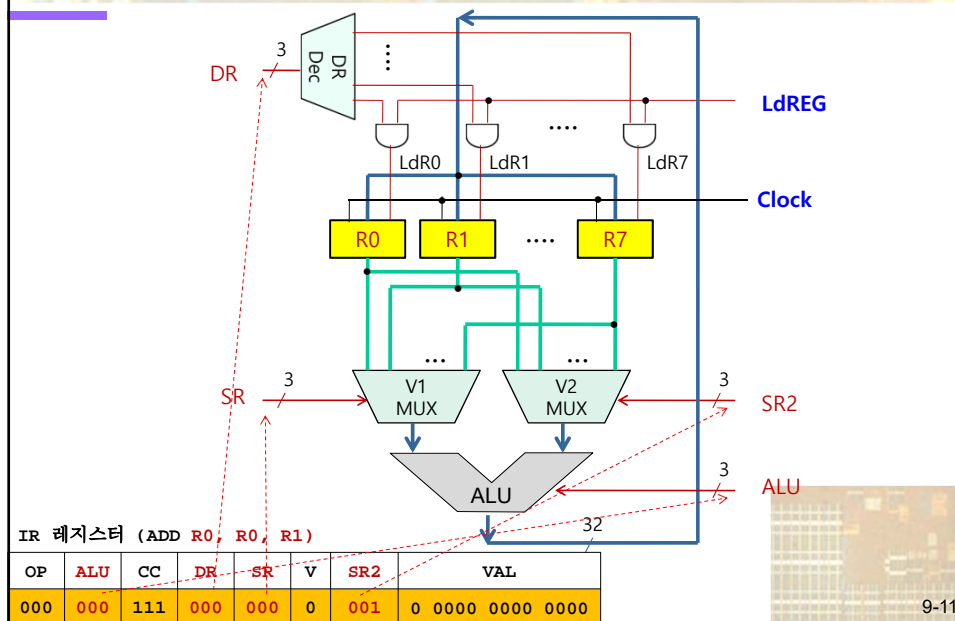 3
DR
DR Dec
....
LdREG
....
LdR0
LdR1
LdR7
Clock
R0
R1
....
R7
...
...
3
SR
V1 MUX
V2 MUX
3
SR2
3
ALU
ALU
32
IR 레지스터 (ADD R0, R0, R1)
OP ALU CC DR SR V SR2 VAL
000 000 111 000 000 0 001 0 0000 0000 0000
9-11